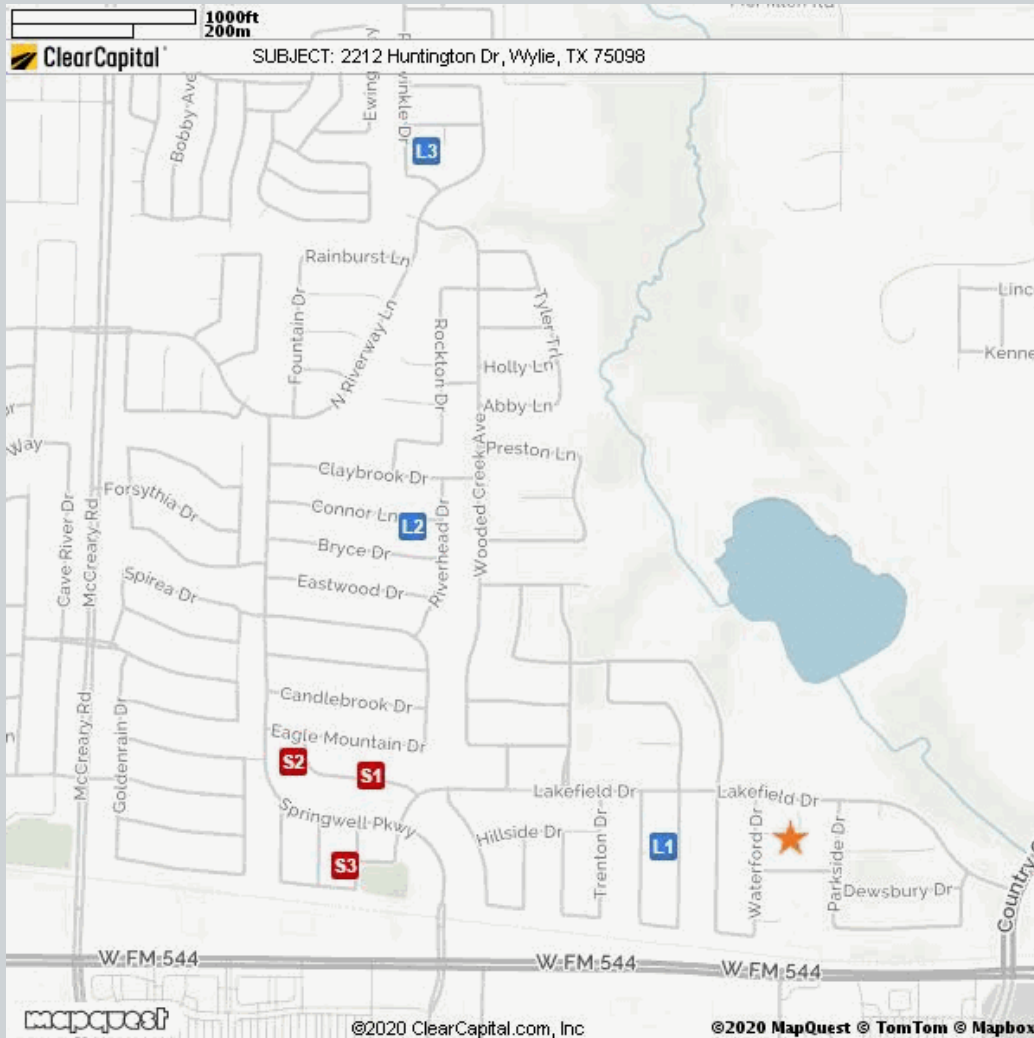 1000ft
200m
ClearCapital
SUBJECT: 2212 Huntington Dr, Wylie, TX 75098
Bobby Ave
Ewing
winkle Dr
L3
Rainburst Ln
Linc
Fountain Dr
N Riverway Ln
Rockton Dr
Tyler Trl
Kenne
Holly Ln
Abby Ln
Way
Preston Ln
Claybrook Dr
Wooded Creek Ave
Forsythia Dr
Connor Ln
L2
Bryce Dr
Cave River Dr
McCreary Rd
Riverhead Dr
Spirea Dr
Eastwood Dr
Candlebrook Dr
McCreary Rd
Goldenrain Dr
Eagle Mountain Dr
S2
S1
Lakefield Dr
Lakefield Dr
Springwell Pkwy
Hillside Dr
Trenton Dr
L1
Waterford Dr
Parkside Dr
S3
Dewsbury Dr
Country
W FM 544
W FM 544
W FM 544
mapquest
©2020 ClearCapital.com, Inc
©2020 MapQuest © TomTom © Mapbox